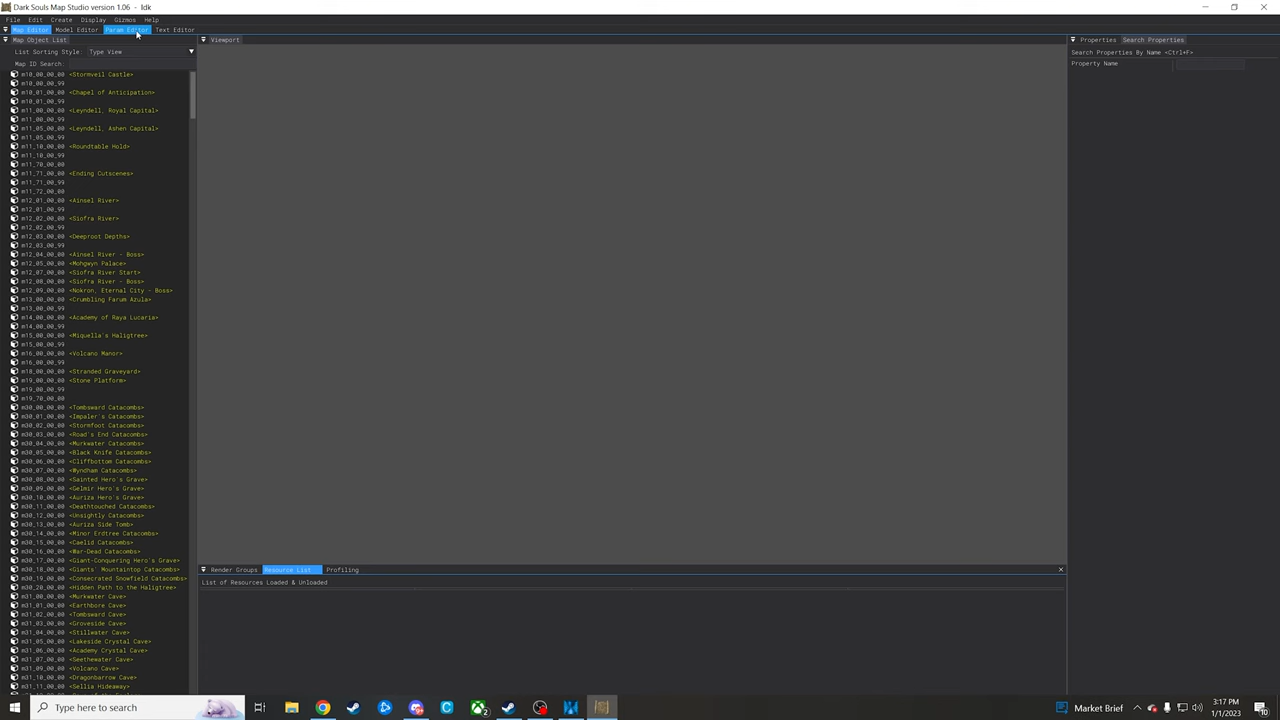 Dark Souls Map Studio version 1.06 - Idk
File Edit Create Display Gizmos Help
Map Editor Model Editor Param Editor Text Editor
Map Object List
List Sorting Style: Type View
Map ID Search:
m10_00_00_00 <Stormveil Castle>
m10_00_00_99
m10_01_00_00 <Chapel of Anticipation>
m10_01_00_99
m11_00_00_00 <Leyndell, Royal Capital>
m11_00_00_99
m11_05_00_00 <Leyndell, Ashen Capital>
m11_05_00_99
m11_10_00_00 <Roundtable Hold>
m11_10_00_99
m11_70_00_00
m11_71_00_00 <Ending Cutscenes>
m11_71_00_99
m11_72_00_00
m12_01_00_00 <Ainsel River>
m12_01_00_99
m12_02_00_00 <Siofra River>
m12_02_00_99
m12_03_00_00 <Deeproot Depths>
m12_03_00_99
m12_04_00_00 <Ainsel River - Boss>
m12_05_00_00 <Mohgwyn Palace>
m12_07_00_00 <Siofra River Start>
m12_08_00_00 <Siofra River - Boss>
m12_09_00_00 <Nokron, Eternal City - Boss>
m13_00_00_00 <Crumbling Farum Azula>
m13_00_00_99
m14_00_00_00 <Academy of Raya Lucaria>
m14_00_00_99
m15_00_00_00 <Miquella's Haligtree>
m15_00_00_99
m16_00_00_00 <Volcano Manor>
m16_00_00_99
m18_00_00_00 <Stranded Graveyard>
m19_00_00_00 <Stone Platform>
m19_00_00_99
m19_70_00_00
m30_00_00_00 <Tombsward Catacombs>
m30_01_00_00 <Impaler's Catacombs>
m30_02_00_00 <Stormfoot Catacombs>
m30_03_00_00 <Road's End Catacombs>
m30_04_00_00 <Murkwater Catacombs>
m30_05_00_00 <Black Knife Catacombs>
m30_06_00_00 <Cliffbottom Catacombs>
m30_07_00_00 <Wyndham Catacombs>
m30_08_00_00 <Sainted Hero's Grave>
m30_09_00_00 <Gelmir Hero's Grave>
m30_10_00_00 <Auriza Hero's Grave>
m30_11_00_00 <Deathtouched Catacombs>
m30_12_00_00 <Unsightly Catacombs>
m30_13_00_00 <Auriza Side Tomb>
m30_14_00_00 <Minor Erdtree Catacombs>
m30_15_00_00 <Caelid Catacombs>
m30_16_00_00 <War-Dead Catacombs>
m30_17_00_00 <Giant-Conquering Hero's Grave>
m30_18_00_00 <Giants' Mountaintop Catacombs>
m30_19_00_00 <Consecrated Snowfield Catacombs>
m30_20_00_00 <Hidden Path to the Haligtree>
m31_00_00_00 <Murkwater Cave>
m31_01_00_00 <Earthbore Cave>
m31_02_00_00 <Tombsward Cave>
m31_03_00_00 <Groveside Cave>
m31_04_00_00 <Stillwater Cave>
m31_05_00_00 <Lakeside Crystal Cave>
m31_06_00_00 <Academy Crystal Cave>
m31_07_00_00 <Seethewater Cave>
m31_09_00_00 <Volcano Cave>
m31_10_00_00 <Dragonbarrow Cave>
m31_11_00_00 <Sellia Hideaway>
Viewport
Render Groups Resource List Profiling
List of Resources Loaded & Unloaded
Properties Search Properties
Search Properties By Name <Ctrl+F>
Property Name
Type here to search
Market Brief
3:17 PM
1/1/2023
10